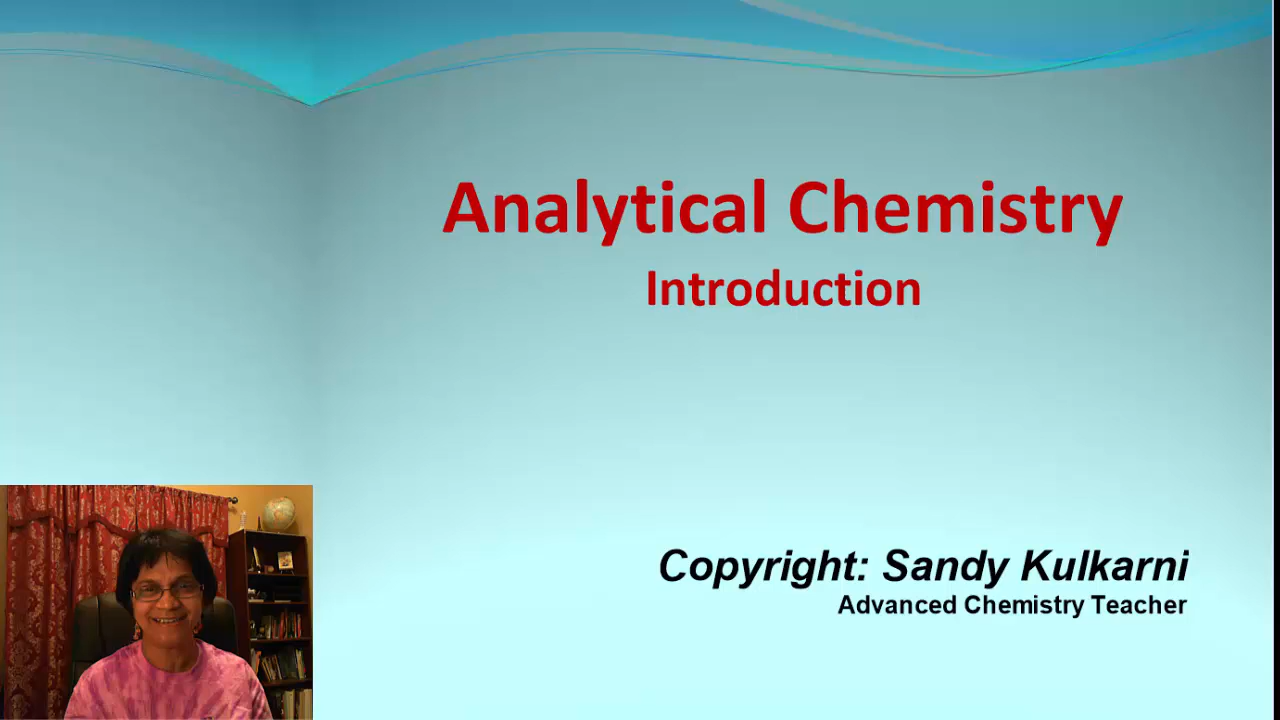 Analytical Chemistry
Introduction
Copyright: Sandy Kulkarni
Advanced Chemistry Teacher